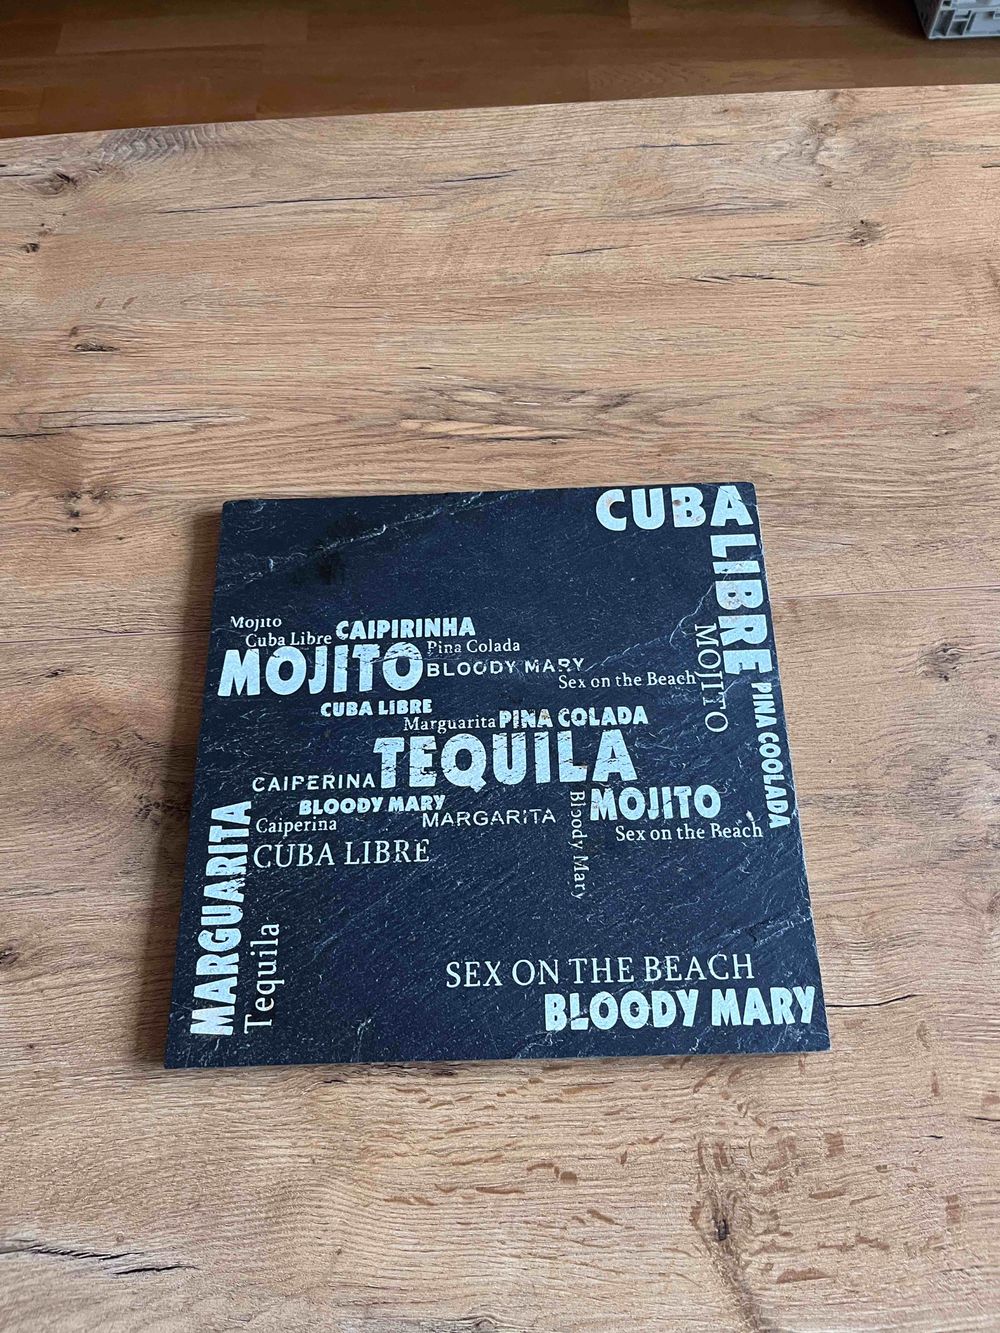 CUBA
LIBRE
Mojito
CAIPIRINHA
Cuba Libre
Pina Colada
MOJITO
BLOODY MARY
Sex on the Beach
MOJITO
CUBA LIBRE
Marguarita
PINA COLADA
PINA COOLADA
TEQUILA
CAIPERINA
BLOODY MARY
MARGARITA
Bloody Mary
MOJITO
Caiperina
Sex on the Beach
CUBA LIBRE
MARGUARITA
Tequila
SEX ON THE BEACH
BLOODY MARY